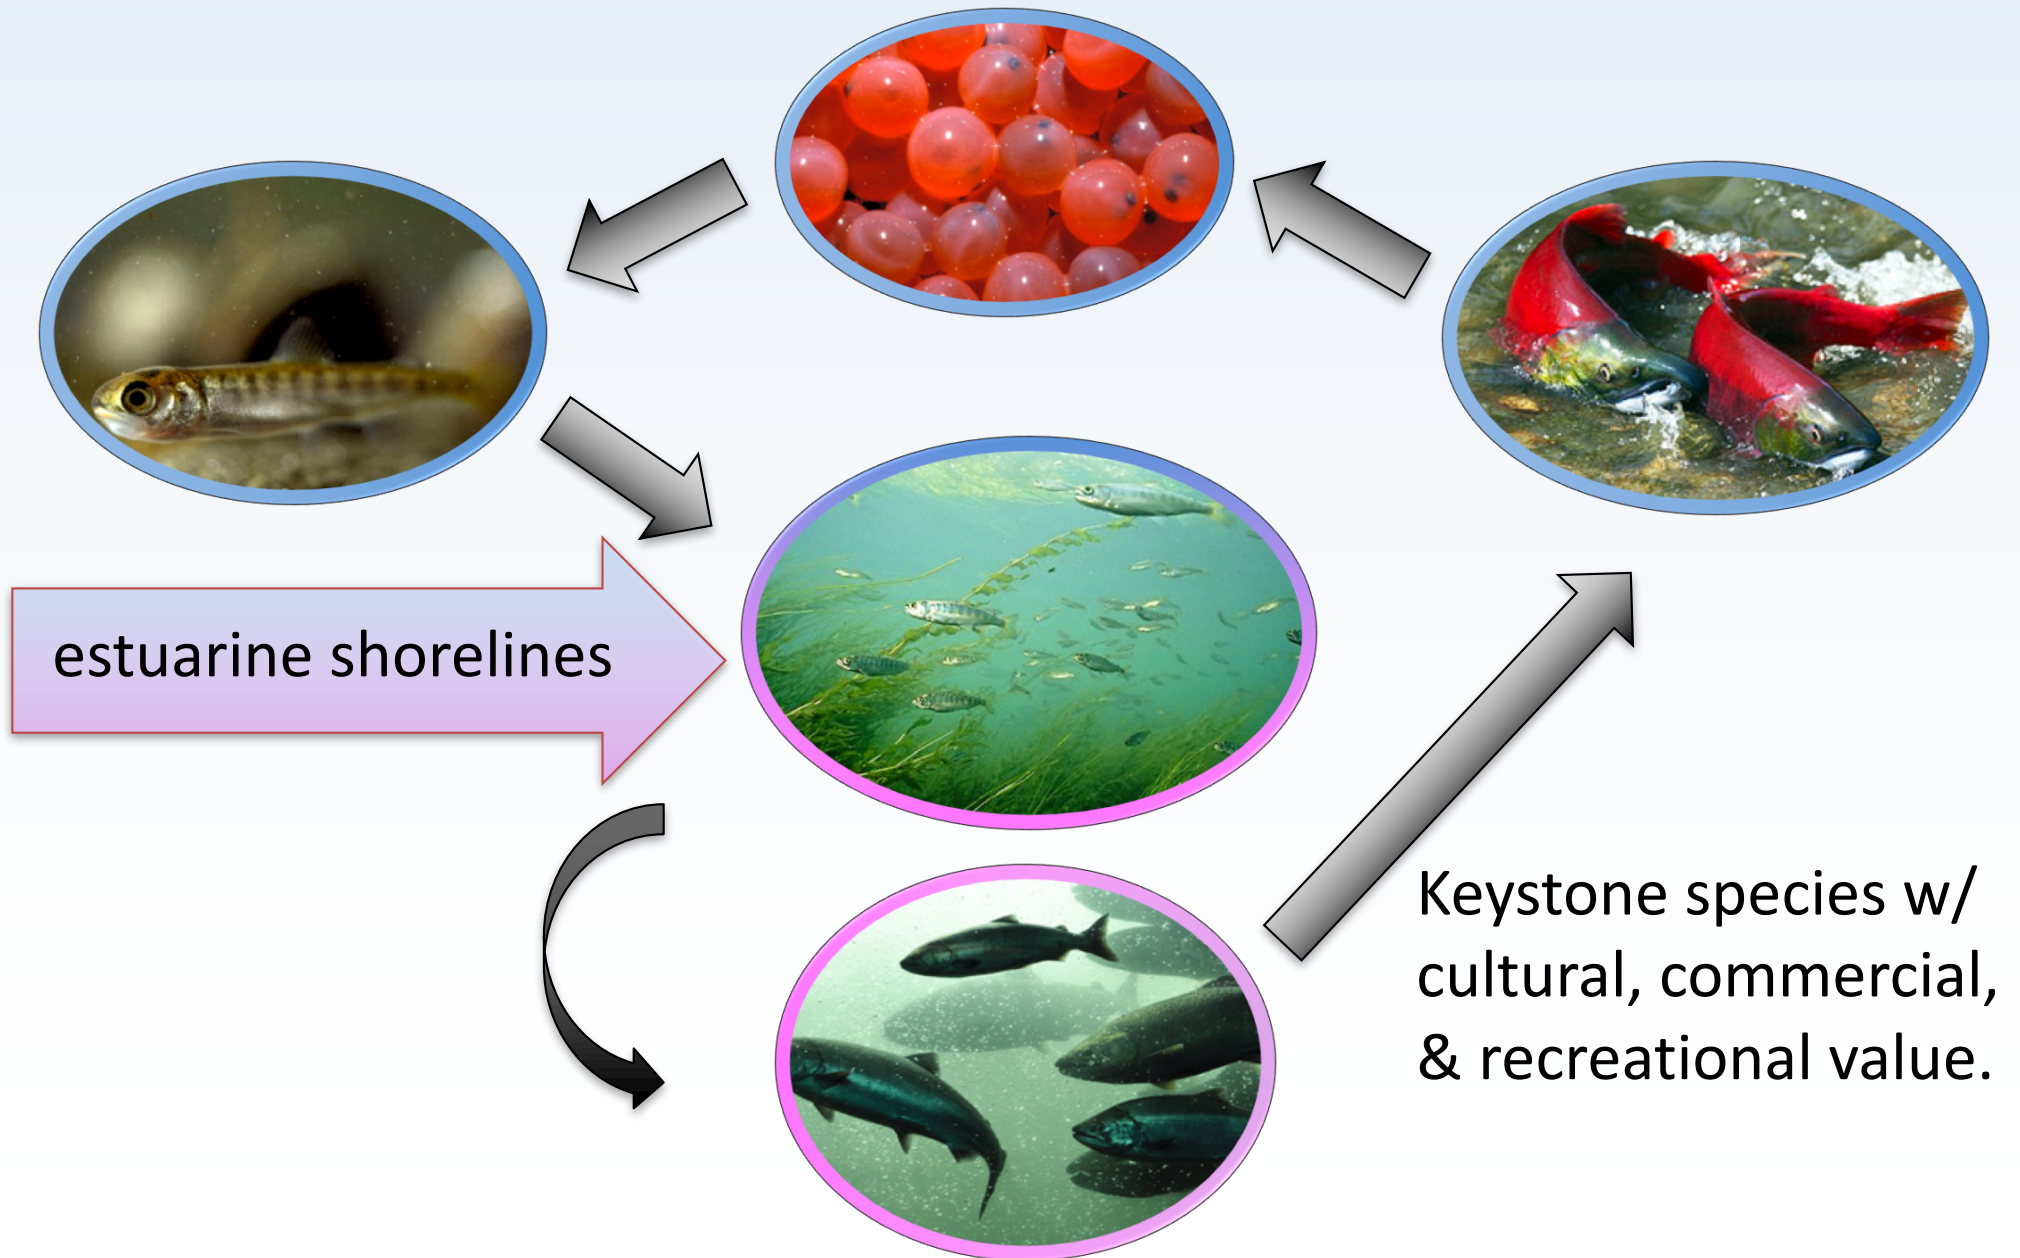 estuarine shorelines
Keystone species w/
cultural, commercial,
& recreational value.